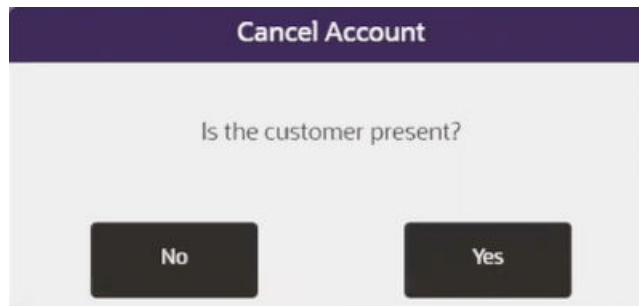 Cancel Account
Is the customer present?
No
Yes